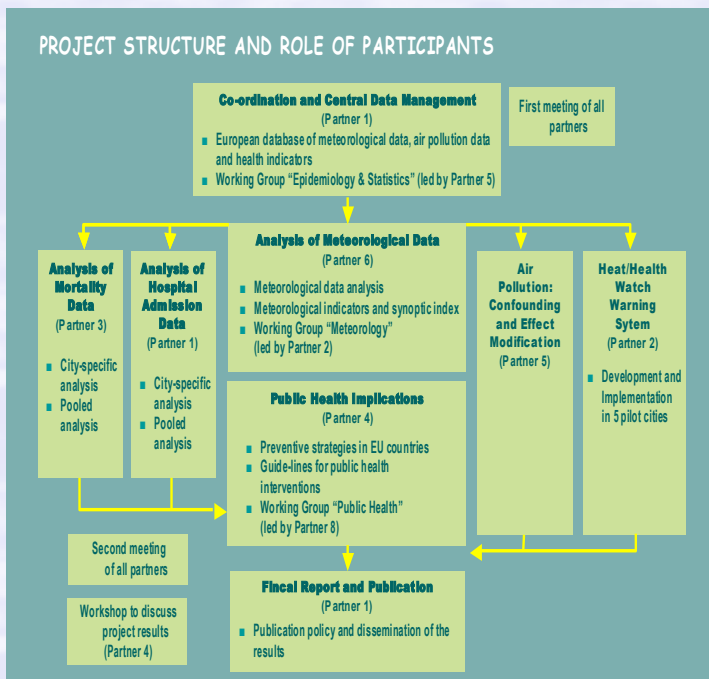 PROJECT STRUCTURE AND ROLE OF PARTICIPANTS
Co-ordination and Central Data Management
(Partner 1)
■ European database of meteorological data, air pollution data
and health indicators
■ Working Group “Epidemiology & Statistics” (led by Partner 5)
First meeting of all
partners
Analysis of
Mortality
Data
(Partner 3)
■ City-specific
analysis
■ Pooled
analysis
Analysis of
Hospital
Admission
Data
(Partner 1)
■ City-specific
analysis
■ Pooled
analysis
Analysis of Meteorological Data
(Partner 6)
■ Meteorological data analysis
■ Meteorological indicators and synoptic index
■ Working Group “Meteorology”
(led by Partner 2)
Air
Pollution:
Confounding
and Effect
Modification
(Partner 5)
Heat/Health
Watch
Warning
Sytem
(Partner 2)
■ Development and
Implementation
in 5 pilot cities
Public Health Implications
(Partner 4)
■ Preventive strategies in EU countries
■ Guide-lines for public health
interventions
■ Working Group “Public Health”
(led by Partner 8)
Second meeting
of all partners
Workshop to discuss
project results
(Partner 4)
Fincal Report and Publication
(Partner 1)
■ Publication policy and dissemination of the
results